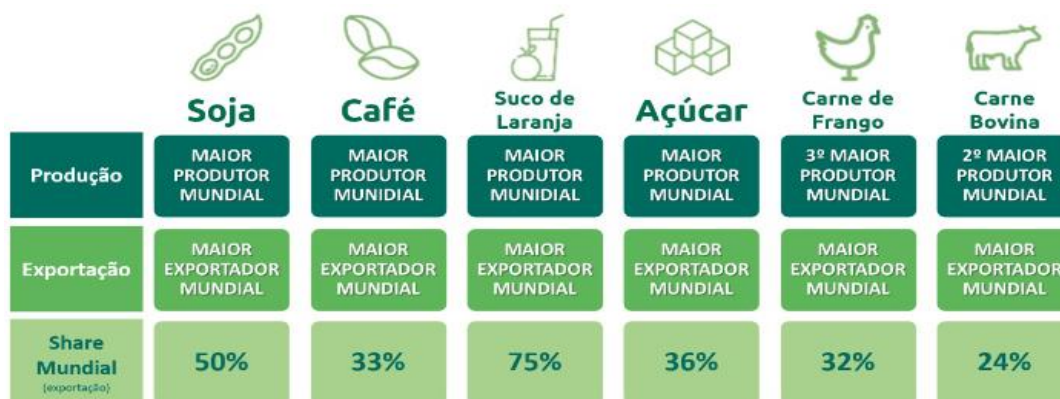 Soja
Café
Suco de
Laranja
Açúcar
Carne de
Frango
Carne
Bovina
Produção
MAIOR
PRODUTOR
MUNDIAL
MAIOR
PRODUTOR
MUNIDIAL
MAIOR
PRODUTOR
MUNIDIAL
MAIOR
PRODUTOR
MUNDIAL
3º MAIOR
PRODUTOR
MUNDIAL
2º MAIOR
PRODUTOR
MUNDIAL
Exportação
MAIOR
EXPORTADOR
MUNDIAL
MAIOR
EXPORTADOR
MUNDIAL
MAIOR
EXPORTADOR
MUNDIAL
MAIOR
EXPORTADOR
MUNDIAL
MAIOR
EXPORTADOR
MUNDIAL
MAIOR
EXPORTADOR
MUNDIAL
Share
Mundial
(exportação)
50%
33%
75%
36%
32%
24%